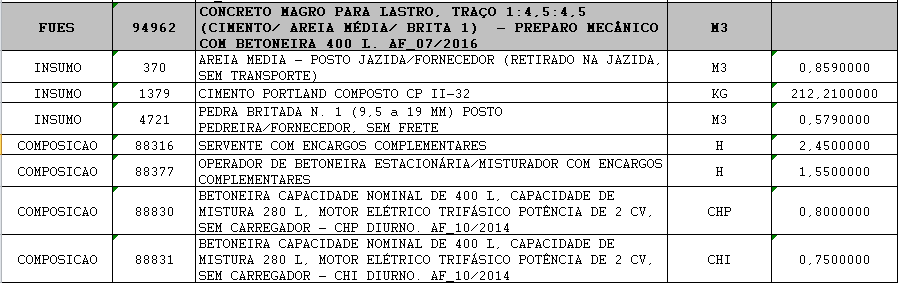 FUES 94962 CONCRETO MAGRO PARA LASTRO, TRAÇO 1:4,5:4,5 (CIMENTO/ AREIA MÉDIA/ BRITA 1) - PREPARO MECÂNICO COM BETONEIRA 400 L. AF_07/2016 M3
INSUMO 370 AREIA MEDIA - POSTO JAZIDA/FORNECEDOR (RETIRADO NA JAZIDA, SEM TRANSPORTE) M3 0,8590000
INSUMO 1379 CIMENTO PORTLAND COMPOSTO CP II-32 KG 212,2100000
INSUMO 4721 PEDRA BRITADA N. 1 (9,5 a 19 MM) POSTO PEDREIRA/FORNECEDOR, SEM FRETE M3 0,5790000
COMPOSICAO 88316 SERVENTE COM ENCARGOS COMPLEMENTARES H 2,4500000
COMPOSICAO 88377 OPERADOR DE BETONEIRA ESTACIONÁRIA/MISTURADOR COM ENCARGOS COMPLEMENTARES H 1,5500000
COMPOSICAO 88830 BETONEIRA CAPACIDADE NOMINAL DE 400 L, CAPACIDADE DE MISTURA 280 L, MOTOR ELÉTRICO TRIFÁSICO POTÊNCIA DE 2 CV, SEM CARREGADOR - CHP DIURNO. AF_10/2014 CHP 0,8000000
COMPOSICAO 88831 BETONEIRA CAPACIDADE NOMINAL DE 400 L, CAPACIDADE DE MISTURA 280 L, MOTOR ELÉTRICO TRIFÁSICO POTÊNCIA DE 2 CV, SEM CARREGADOR - CHI DIURNO. AF_10/2014 CHI 0,7500000